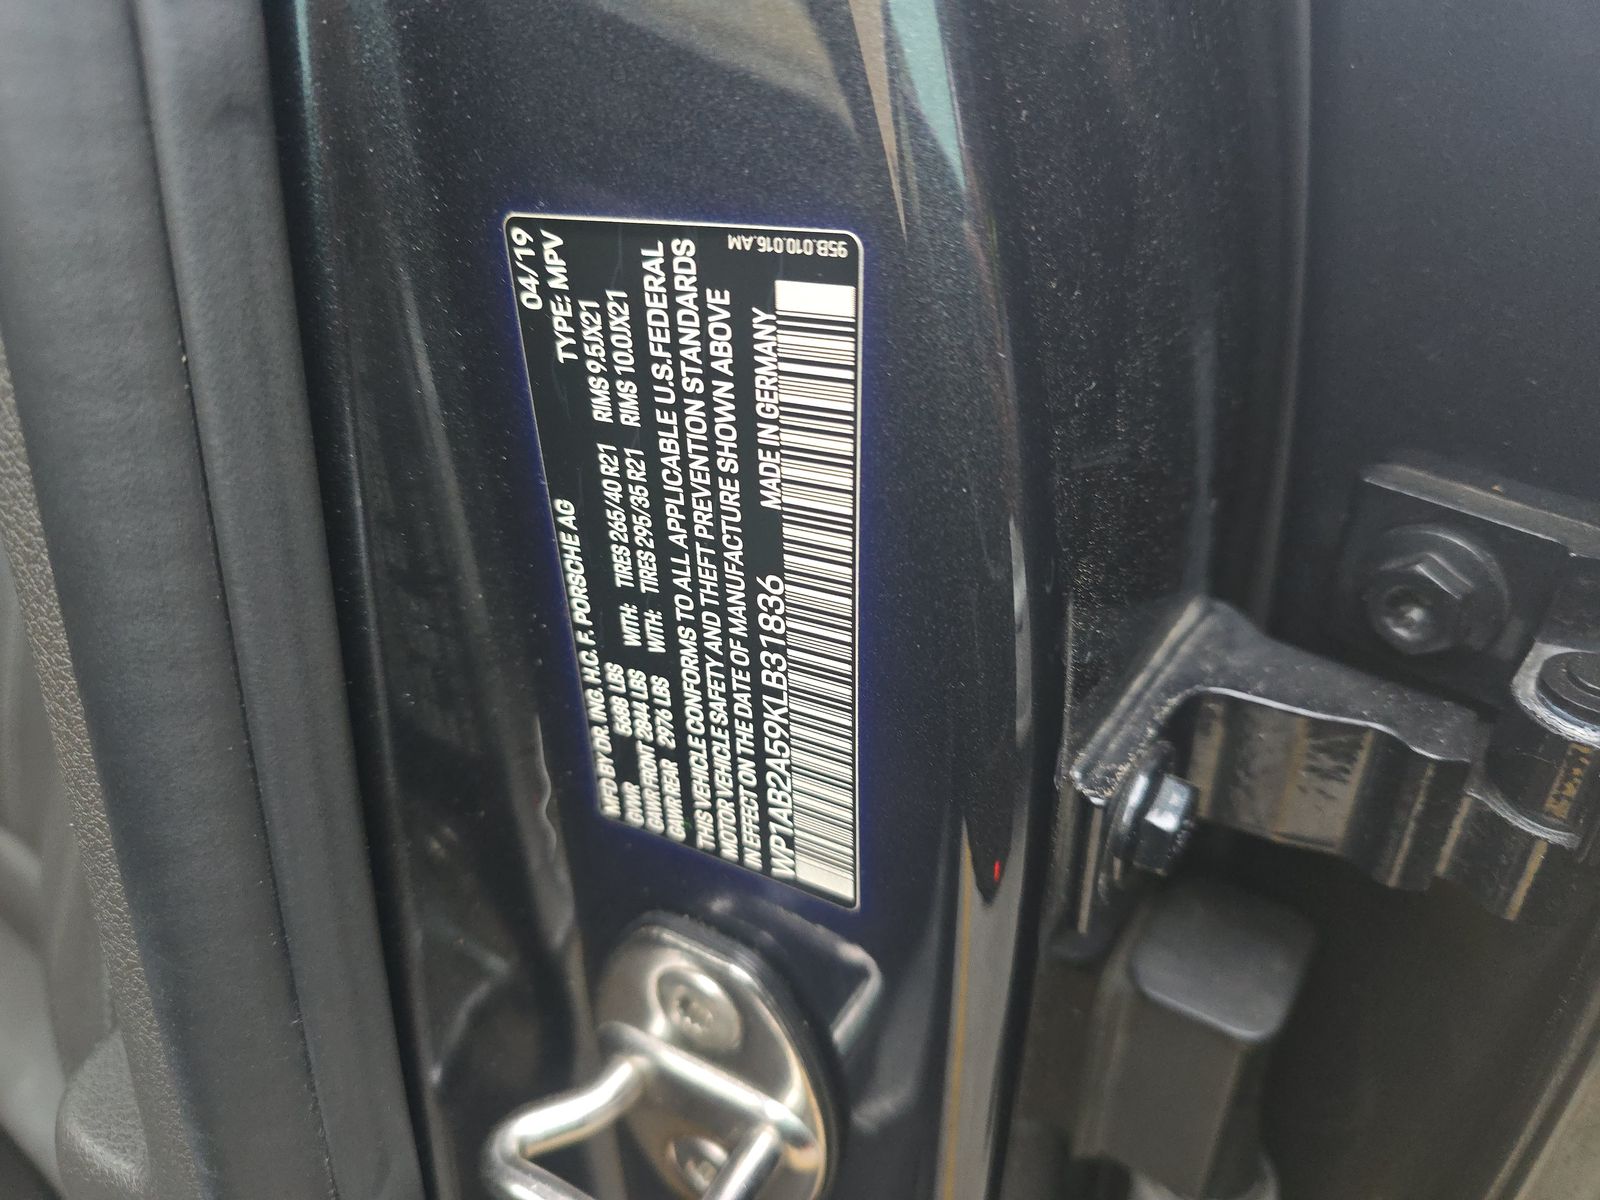 04/19
TYPE: MPV
MFD BY DR. ING. H.C. F. PORSCHE AG
GVWR 5688 LBS WITH: TIRES 265/40 R21 RIMS 9.5JX21
GAWR FRONT 2844 LBS WITH: TIRES 295/35 R21 RIMS 10.0JX21
GAWR REAR 2976 LBS
THIS VEHICLE CONFORMS TO ALL APPLICABLE U.S.FEDERAL
MOTOR VEHICLE SAFETY AND THEFT PREVENTION STANDARDS
IN EFFECT ON THE DATE OF MANUFACTURE SHOWN ABOVE
WP1AB2A59KLB31836 MADE IN GERMANY
95B.010.016.AM